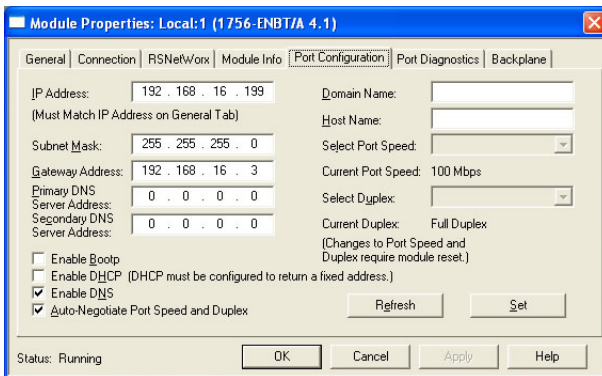 Module Properties: Local:1 (1756-ENBT/A 4.1)
General Connection RSNetWorx Module Info Port Configuration Port Diagnostics Backplane
IP Address: 192 . 168 . 16 . 199
(Must Match IP Address on General Tab)
Subnet Mask: 255 . 255 . 255 . 0
Gateway Address: 192 . 168 . 16 . 3
Primary DNS
Server Address: 0 . 0 . 0 . 0
Secondary DNS
Server Address: 0 . 0 . 0 . 0
Enable Bootp
Enable DHCP (DHCP must be configured to return a fixed address.)
Enable DNS
Auto-Negotiate Port Speed and Duplex
Domain Name:
Host Name:
Select Port Speed:
Current Port Speed: 100 Mbps
Select Duplex:
Current Duplex: Full Duplex
(Changes to Port Speed and
Duplex require module reset.)
Refresh Set
Status: Running
OK Cancel Apply Help